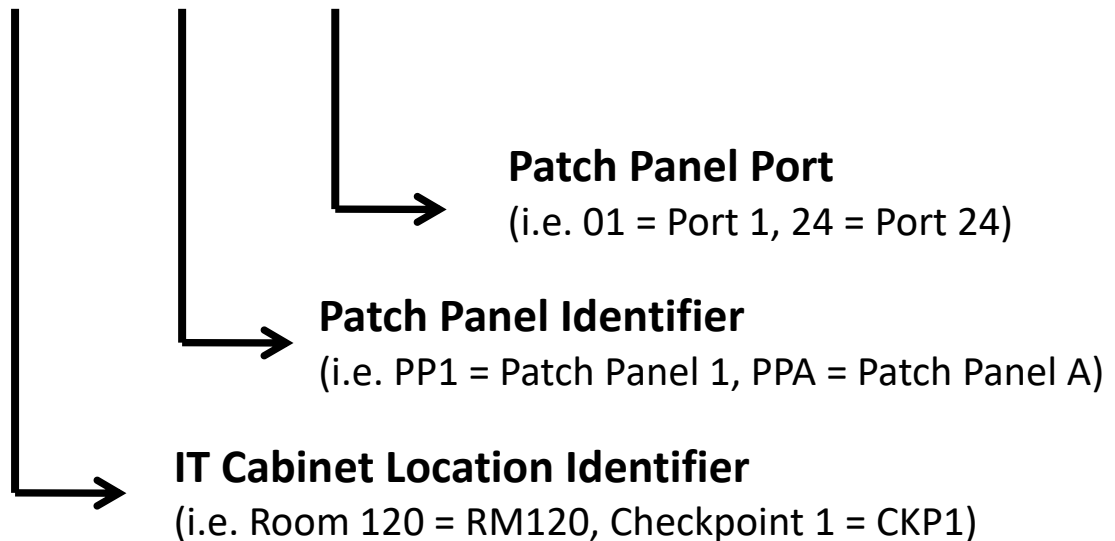 Patch Panel Port
(i.e. 01 = Port 1, 24 = Port 24)
Patch Panel Identifier
(i.e. PP1 = Patch Panel 1, PPA = Patch Panel A)
IT Cabinet Location Identifier
(i.e. Room 120 = RM120, Checkpoint 1 = CKP1)